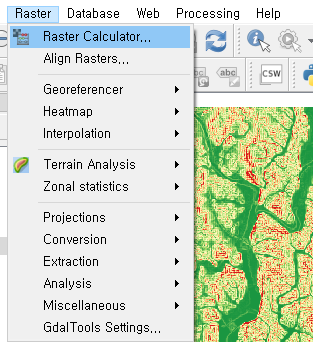 Raster Database Web Processing Help
Raster Calculator...
Align Rasters...
Georeferencer
Heatmap
Interpolation
Terrain Analysis
Zonal statistics
Projections
Conversion
Extraction
Analysis
Miscellaneous
GdalTools Settings...
abc
CSW